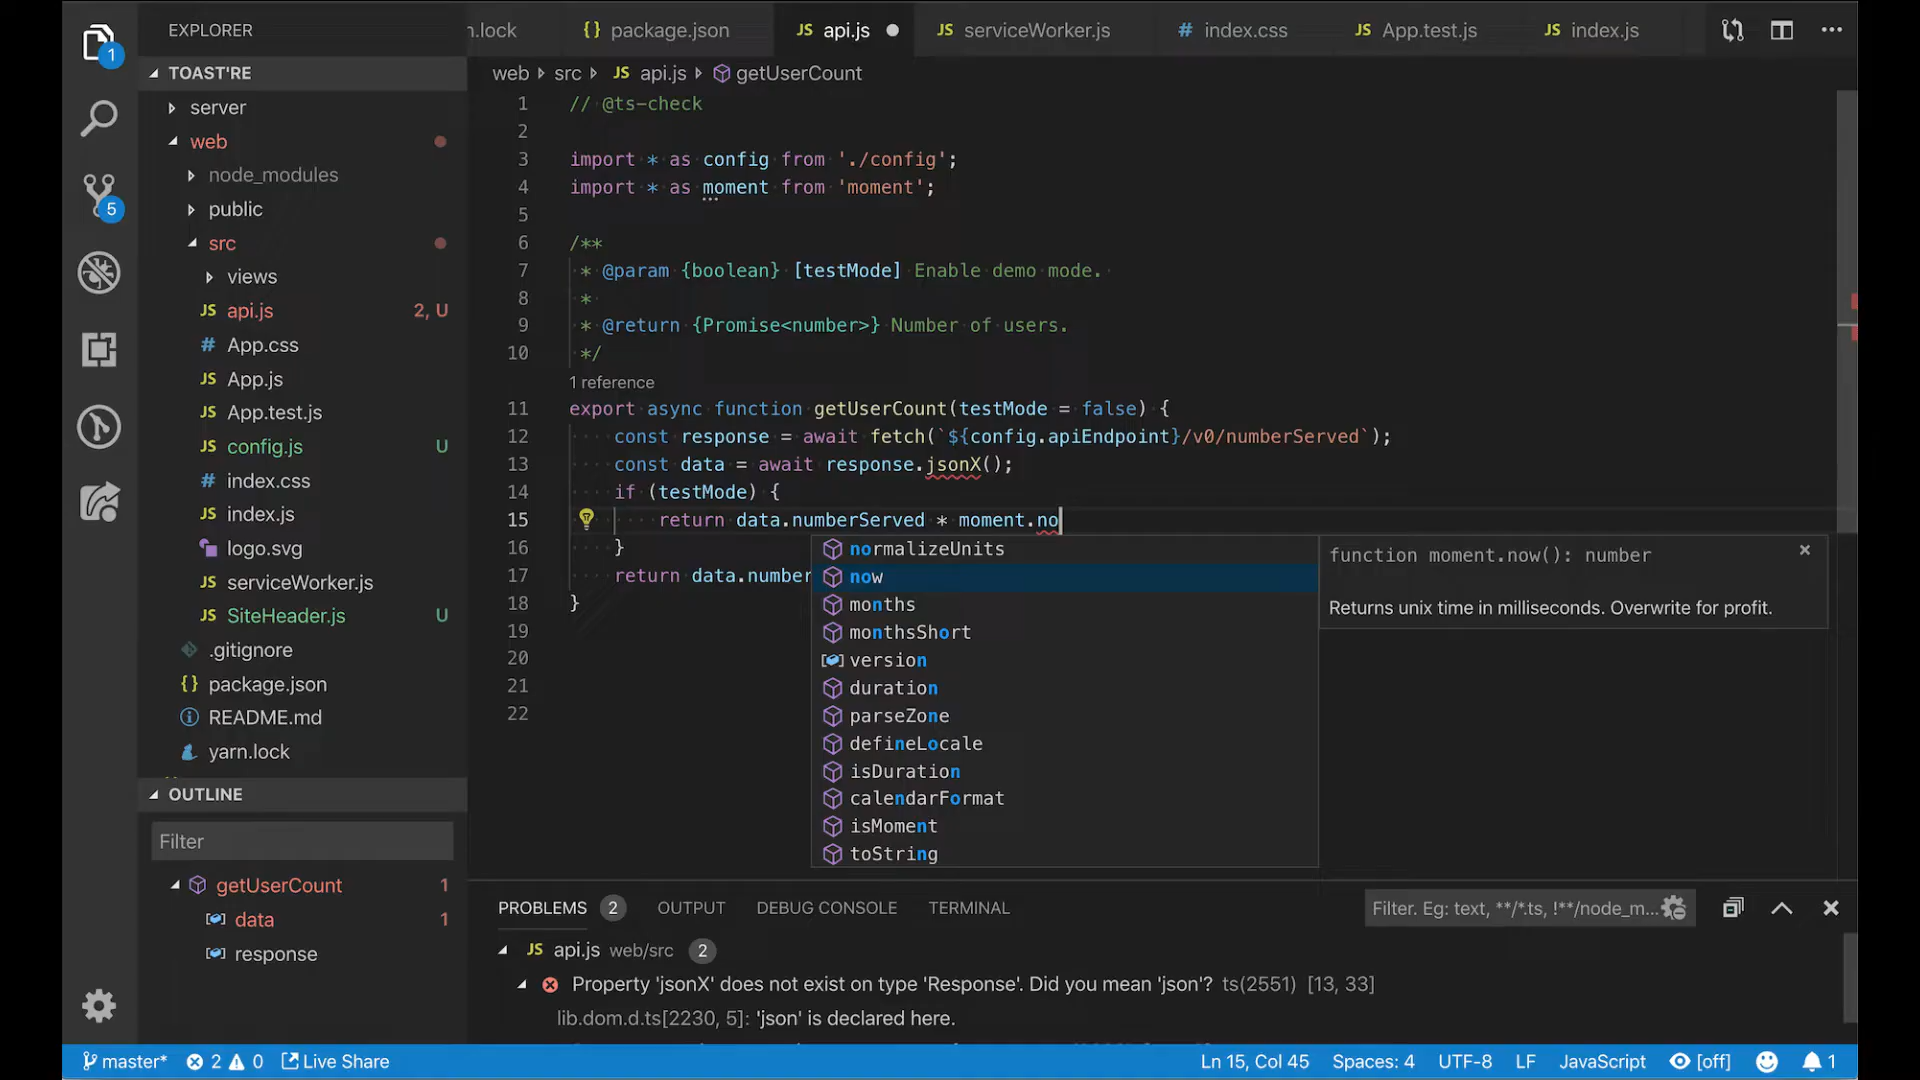 EXPLORER
n.lock
{} package.json
JS api.js
JS serviceWorker.js
# index.css
JS App.test.js
JS index.js
1
TOAST'RE
server
web
node_modules
public
5
src
views
JS api.js 2, U
# App.css
JS App.js
JS App.test.js
JS config.js U
# index.css
JS index.js
logo.svg
JS serviceWorker.js
JS SiteHeader.js U
.gitignore
{} package.json
README.md
yarn.lock
OUTLINE
Filter
getUserCount 1
data 1
response
web src JS api.js getUserCount
1 // @ts-check
2
3 import * as config from './config';
4 import * as moment from 'moment';
5
6 /**
7 * @param {boolean} [testMode] Enable demo mode.
8 *
9 * @return {Promise<number>} Number of users.
10 */
1 reference
11 export async function getUserCount(testMode = false) {
12 const response = await fetch(`${config.apiEndpoint}/v0/numberServed`);
13 const data = await response.jsonX();
14 if (testMode) {
15 return data.numberServed * moment.no
16 }
17 return data.number
18 }
19
20
21
22
normalizeUnits
now
months
monthsShort
version
duration
parseZone
defineLocale
isDuration
calendarFormat
isMoment
toString
function moment.now(): number
Returns unix time in milliseconds. Overwrite for profit.
PROBLEMS 2 OUTPUT DEBUG CONSOLE TERMINAL
Filter. Eg: text, **/*.ts, !**/node_m...
JS api.js web/src 2
Property 'jsonX' does not exist on type 'Response'. Did you mean 'json'? ts(2551) [13, 33]
lib.dom.d.ts[2230, 5]: 'json' is declared here.
master* 2 0 Live Share
Ln 15, Col 45 Spaces: 4 UTF-8 LF JavaScript [off] 1